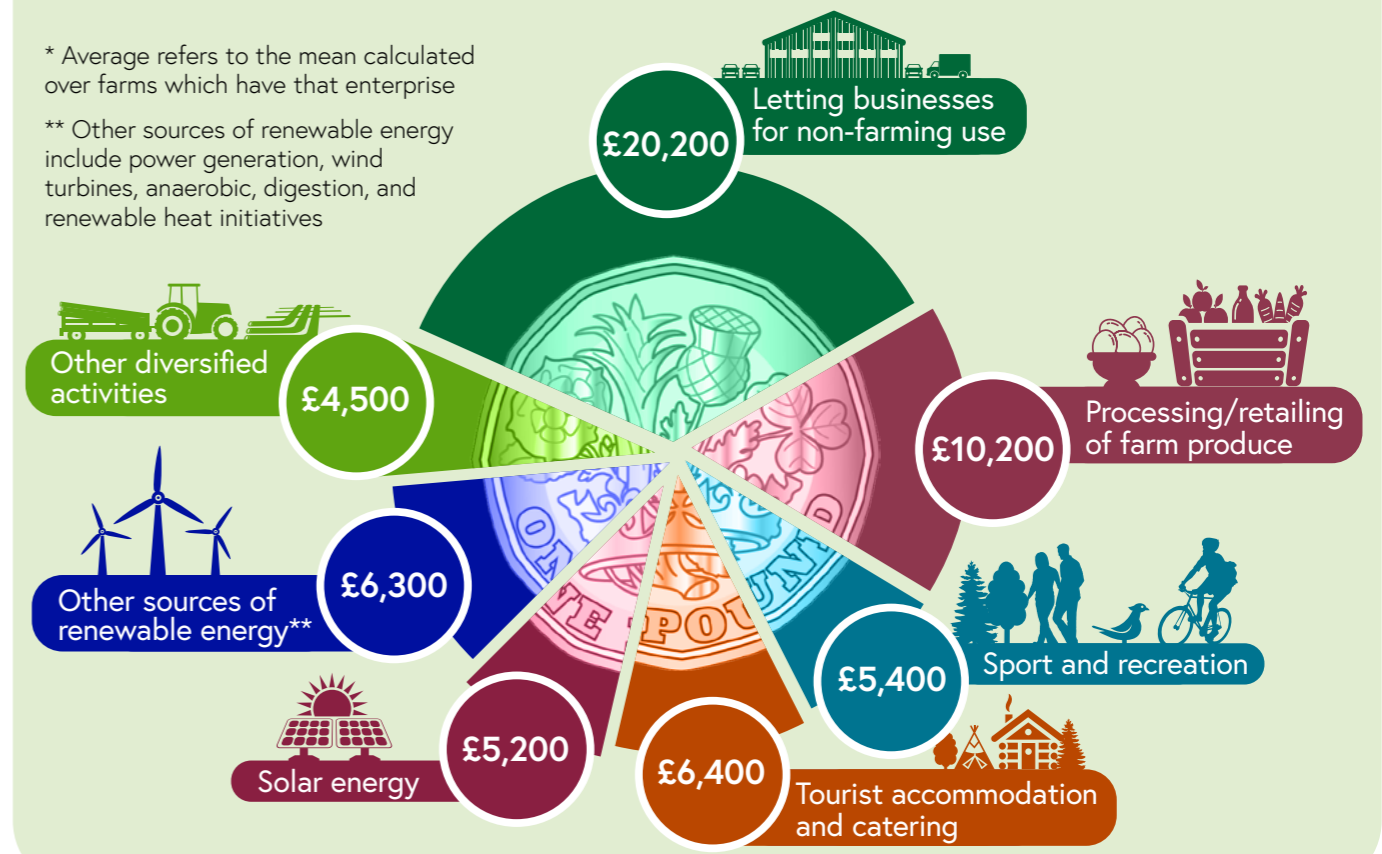 * Average refers to the mean calculated
over farms which have that enterprise
** Other sources of renewable energy
include power generation, wind
turbines, anaerobic, digestion, and
renewable heat initiatives
£20,200
Letting businesses
for non-farming use
£10,200
Processing/retailing
of farm produce
£5,400
Sport and recreation
£6,400
Tourist accommodation
and catering
£5,200
Solar energy
£6,300
Other sources of
renewable energy**
£4,500
Other diversified
activities
ONE POUND